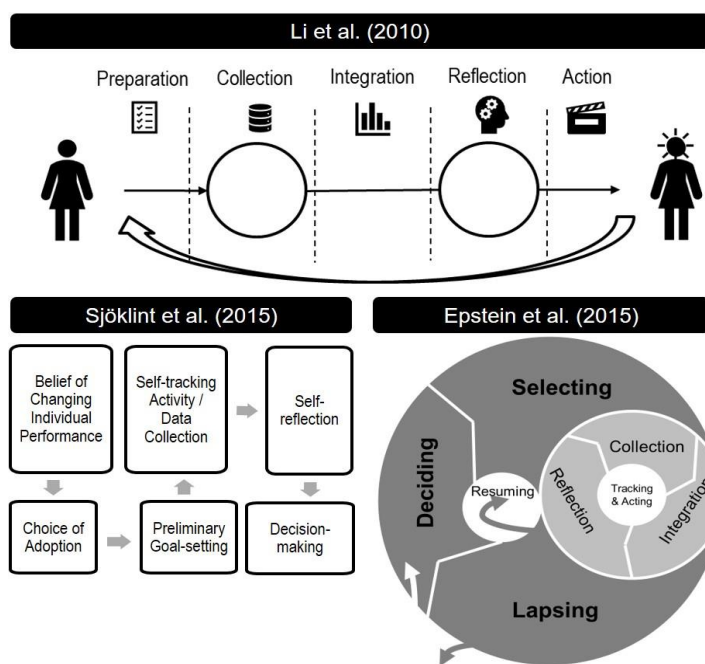 Li et al. (2010)
Preparation
Collection
Integration
Reflection
Action
Sjöklint et al. (2015)
Belief of
Changing
Individual
Performance
Self-tracking
Activity /
Data
Collection
Self-
reflection
Choice of
Adoption
Preliminary
Goal-setting
Decision-
making
Epstein et al. (2015)
Selecting
Deciding
Resuming
Collection
Reflection
Tracking
& Acting
Integration
Lapsing